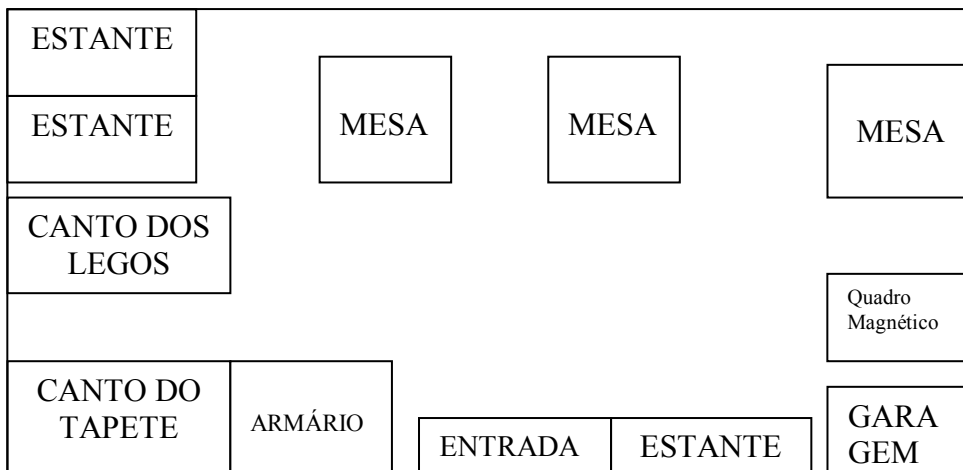 ESTANTE
ESTANTE
MESA
MESA
MESA
CANTO DOS
LEGOS
Quadro
Magnético
CANTO DO
TAPETE
ARMÁRIO
ENTRADA
ESTANTE
GARA
GEM